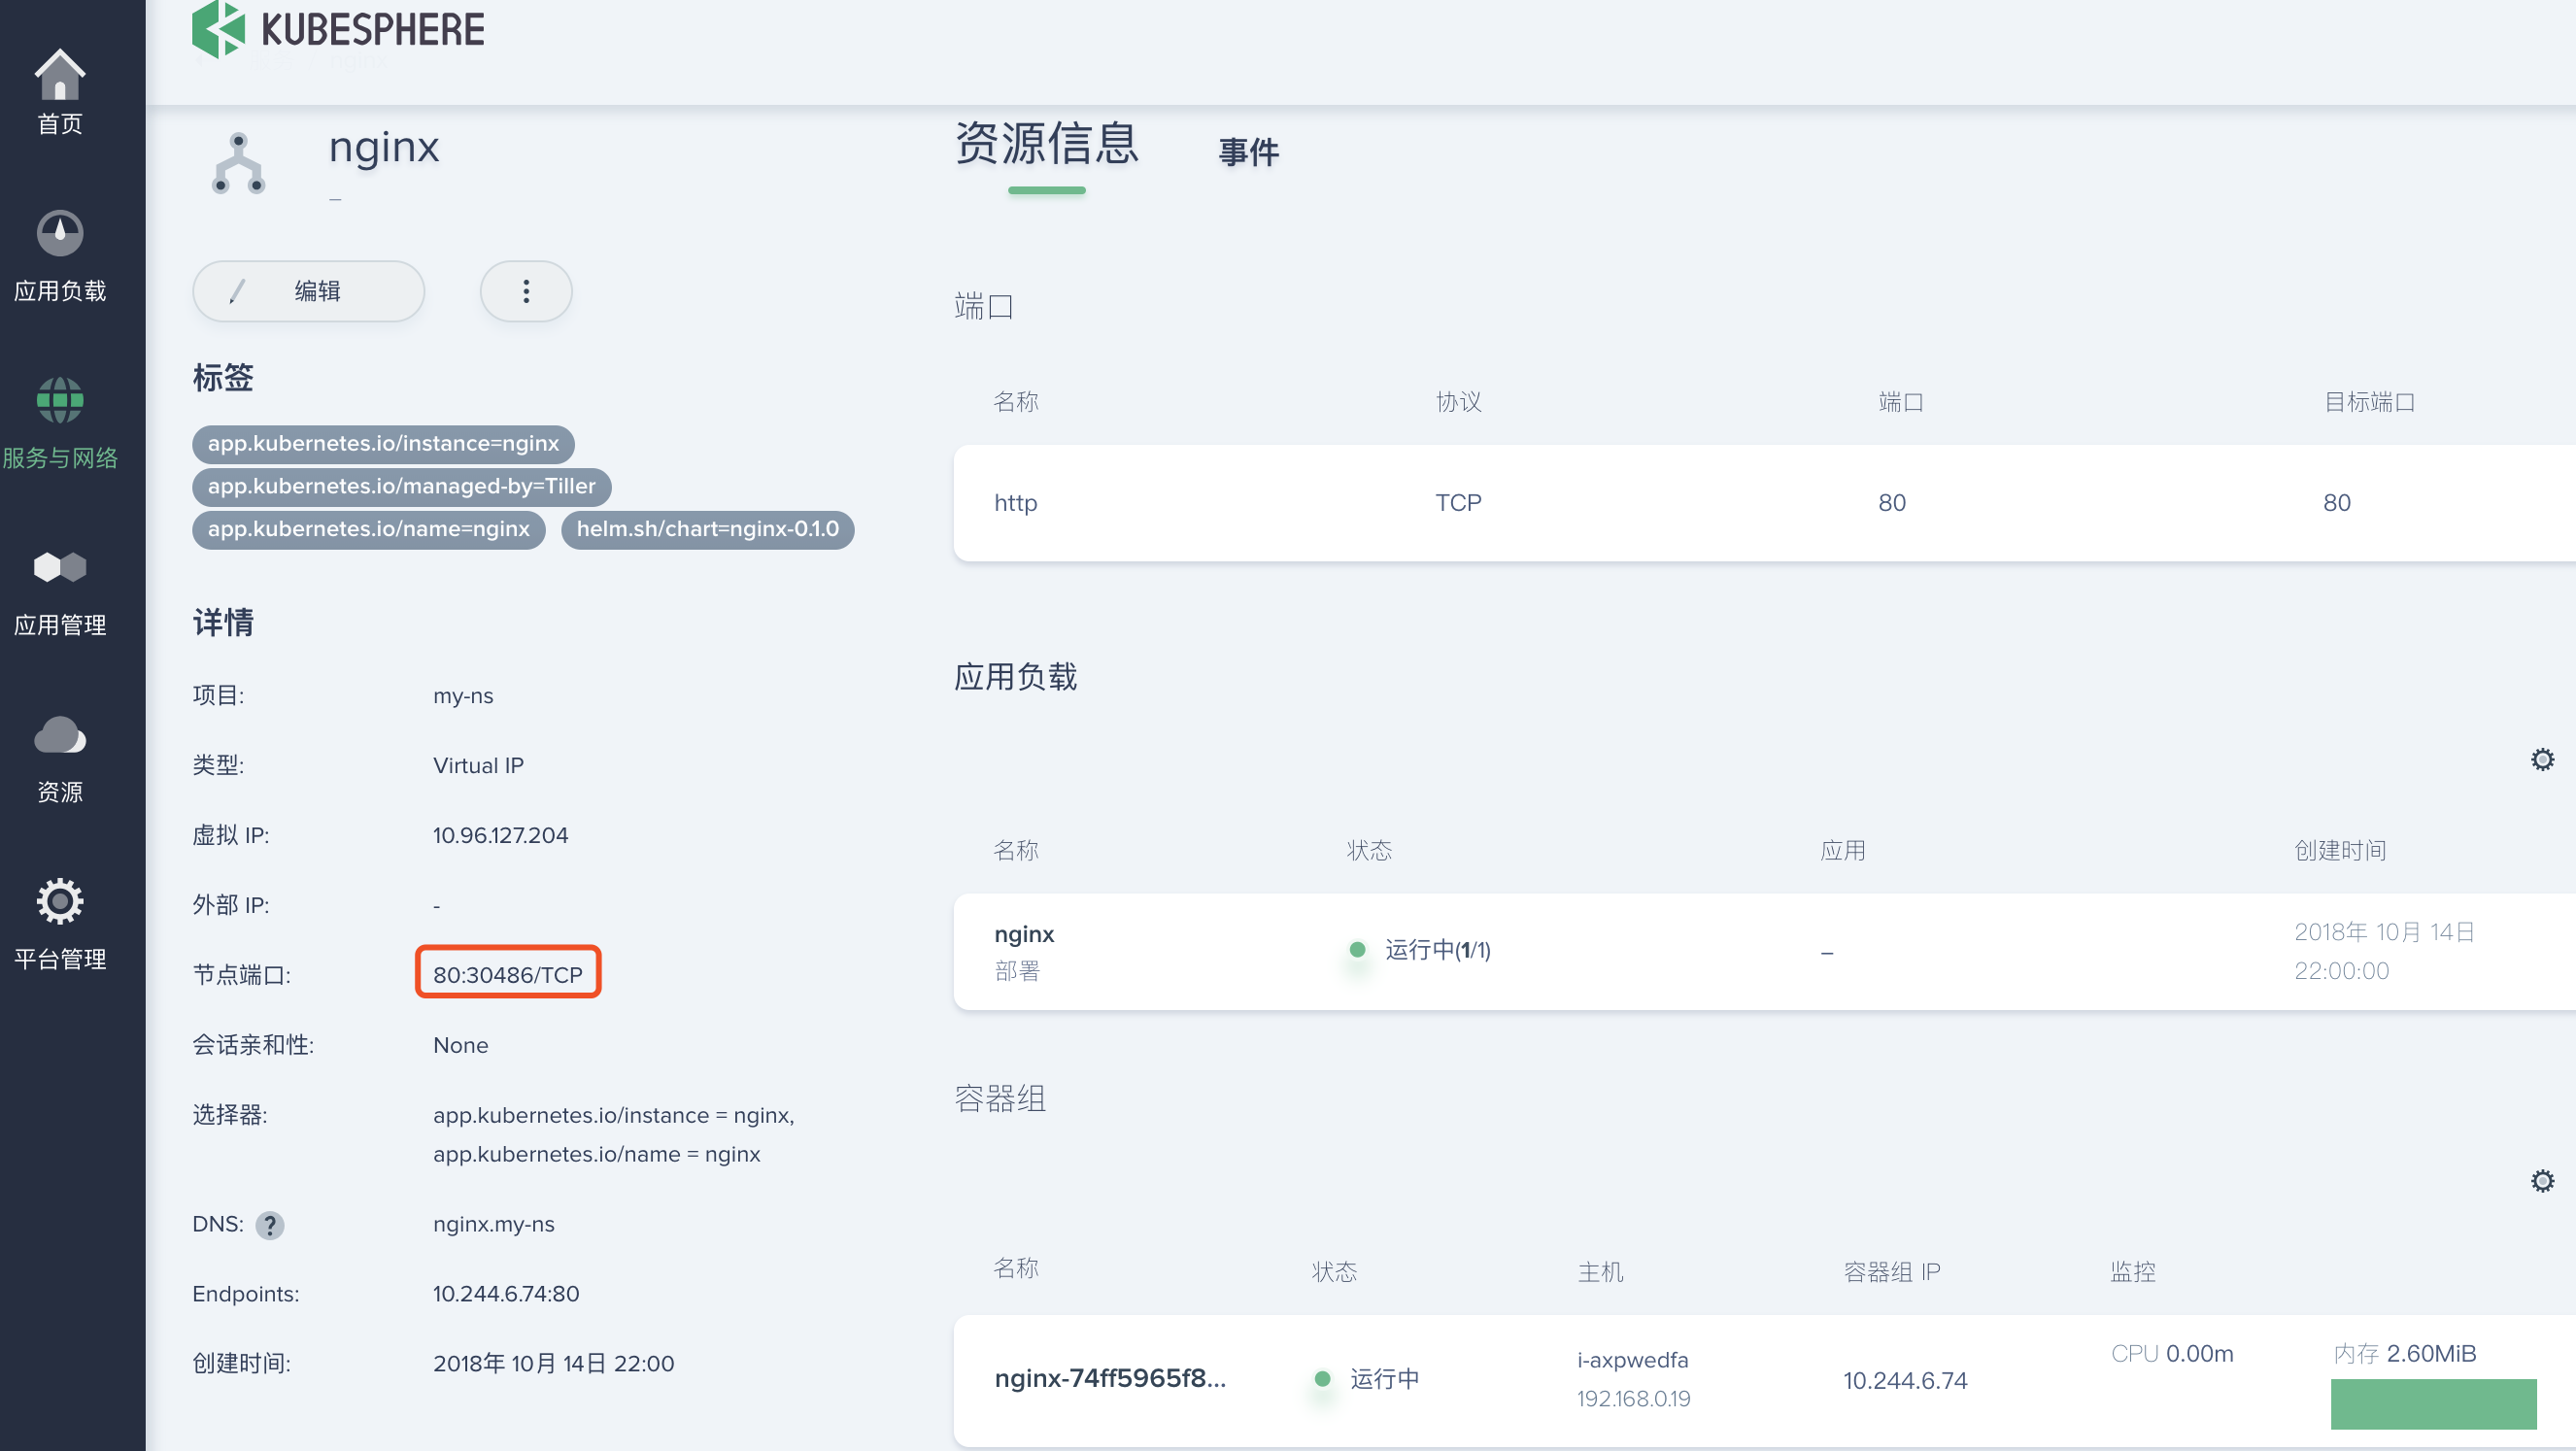 KUBESPHERE
首页
应用负载
服务与网络
应用管理
资源
平台管理
nginx
–
编辑
标签
app.kubernetes.io/instance=nginx
app.kubernetes.io/managed-by=Tiller
app.kubernetes.io/name=nginx helm.sh/chart=nginx-0.1.0
详情
项目: my-ns
类型: Virtual IP
虚拟 IP: 10.96.127.204
外部 IP: -
节点端口: 80:30486/TCP
会话亲和性: None
选择器: app.kubernetes.io/instance = nginx,
app.kubernetes.io/name = nginx
DNS: ? nginx.my-ns
Endpoints: 10.244.6.74:80
创建时间: 2018年 10月 14日 22:00
资源信息 事件
端口
名称 协议 端口 目标端口
http TCP 80 80
应用负载
名称 状态 应用 创建时间
nginx 运行中(1/1) – 2018年 10月 14日
部署 22:00:00
容器组
名称 状态 主机 容器组 IP 监控
nginx-74ff5965f8... 运行中 i-axpwedfa 10.244.6.74 CPU 0.00m 内存 2.60MiB
192.168.0.19